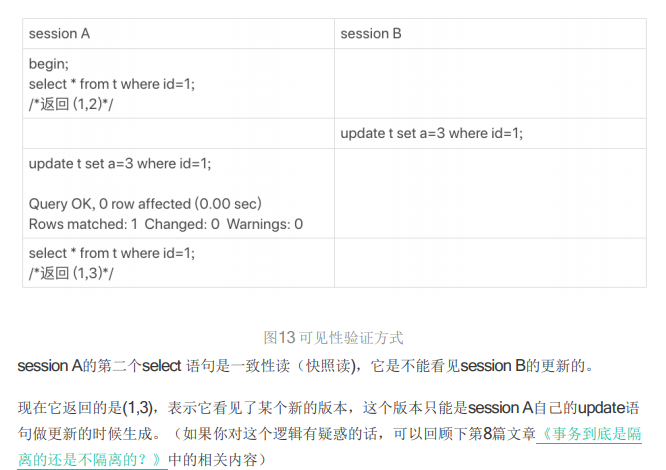 session A session B
begin;
select * from t where id=1;
/*返回 (1,2)*/
update t set a=3 where id=1;
update t set a=3 where id=1;
Query OK, 0 row affected (0.00 sec)
Rows matched: 1 Changed: 0 Warnings: 0
select * from t where id=1;
/*返回 (1,3)*/
图13 可见性验证方式
session A的第二个select 语句是一致性读（快照读)，它是不能看见session B的更新的。
现在它返回的是(1,3)，表示它看见了某个新的版本，这个版本只能是session A自己的update语
句做更新的时候生成。（如果你对这个逻辑有疑惑的话，可以回顾下第8篇文章《事务到底是隔
离的还是不隔离的？》中的相关内容）